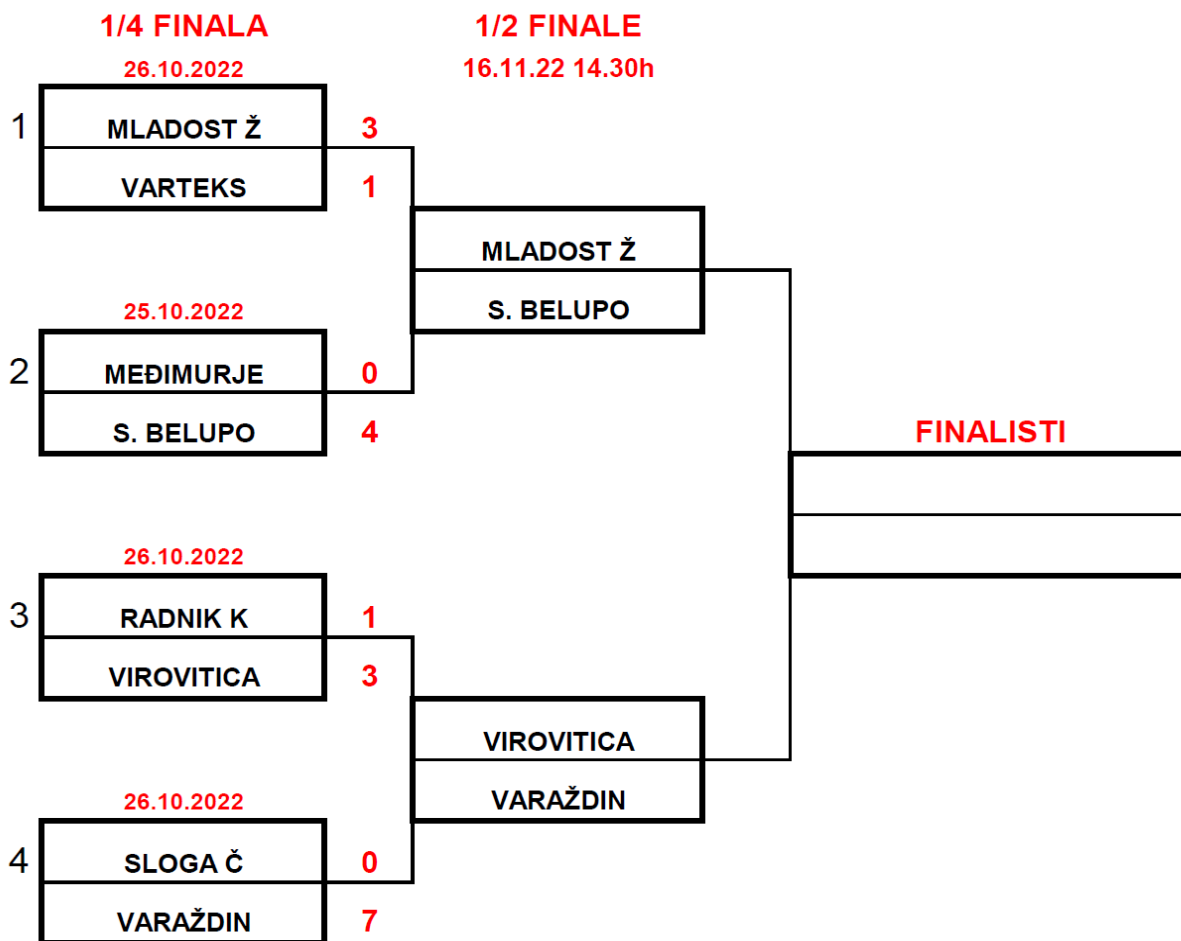 1/4 FINALA
1/2 FINALE
26.10.2022
16.11.22 14.30h
1
MLADOST Ž
3
VARTEKS
1
MLADOST Ž
S. BELUPO
25.10.2022
2
MEĐIMURJE
0
S. BELUPO
4
FINALISTI
26.10.2022
3
RADNIK K
1
VIROVITICA
3
VIROVITICA
VARAŽDIN
26.10.2022
4
SLOGA Č
0
VARAŽDIN
7